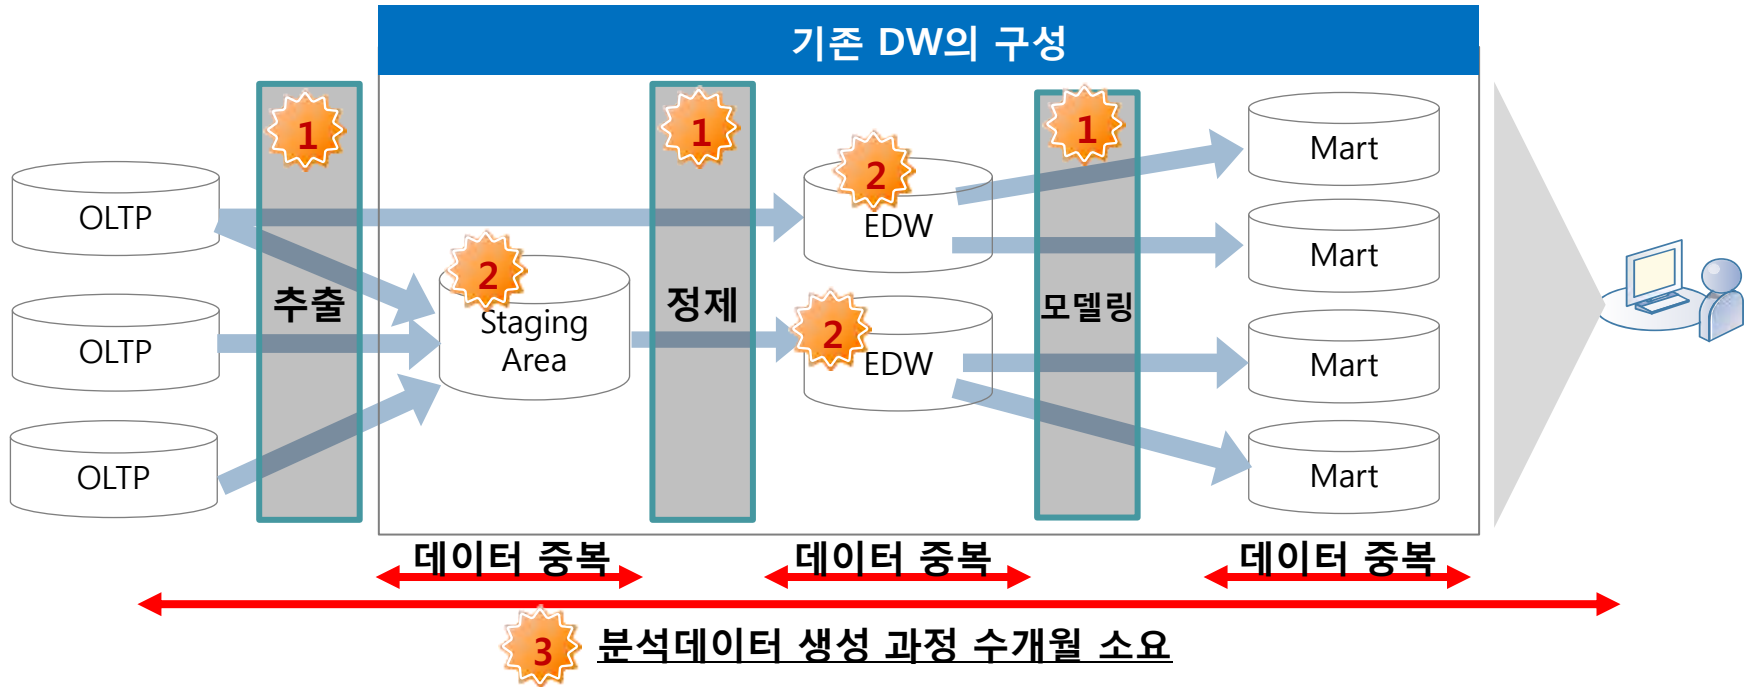 기존 DW의 구성
1
1
1
OLTP
OLTP
OLTP
추출
2
Staging
Area
정제
2
EDW
2
EDW
모델링
Mart
Mart
Mart
Mart
데이터 중복
데이터 중복
데이터 중복
3
분석데이터 생성 과정 수개월 소요